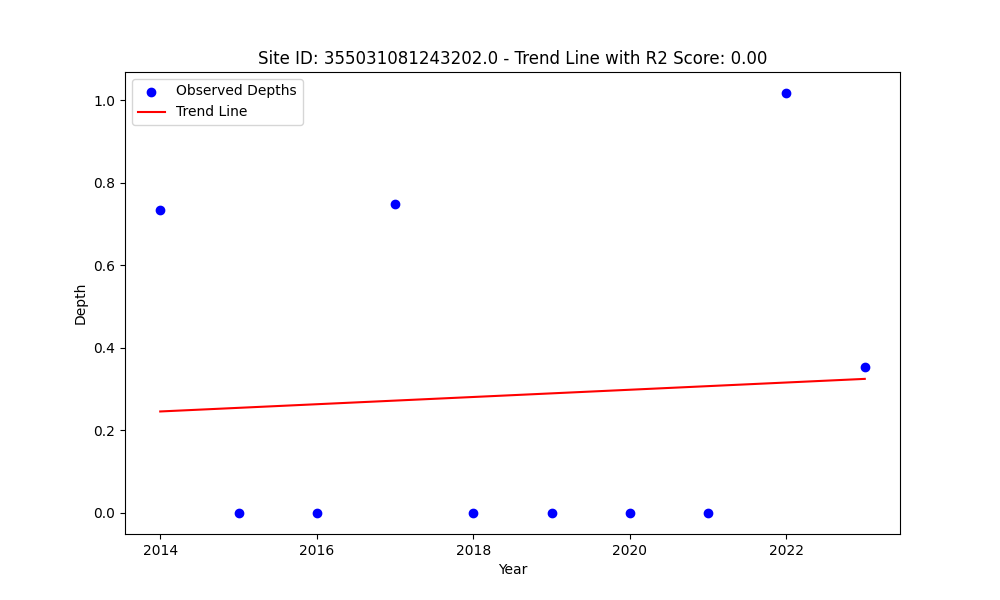 Site ID: 355031081243202.0 - Trend Line with R2 Score: 0.00
Observed Depths
Trend Line
1.0
0.8
0.6
0.4
0.2
0.0
Depth
2014
2016
2018
2020
2022
Year